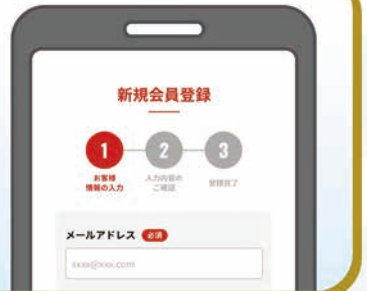 新規会員登録
1
2
3
お客様
情報の入力
入力内容の
ご確認
登録完了
メールアドレス 必須
xxxx@xxx.com